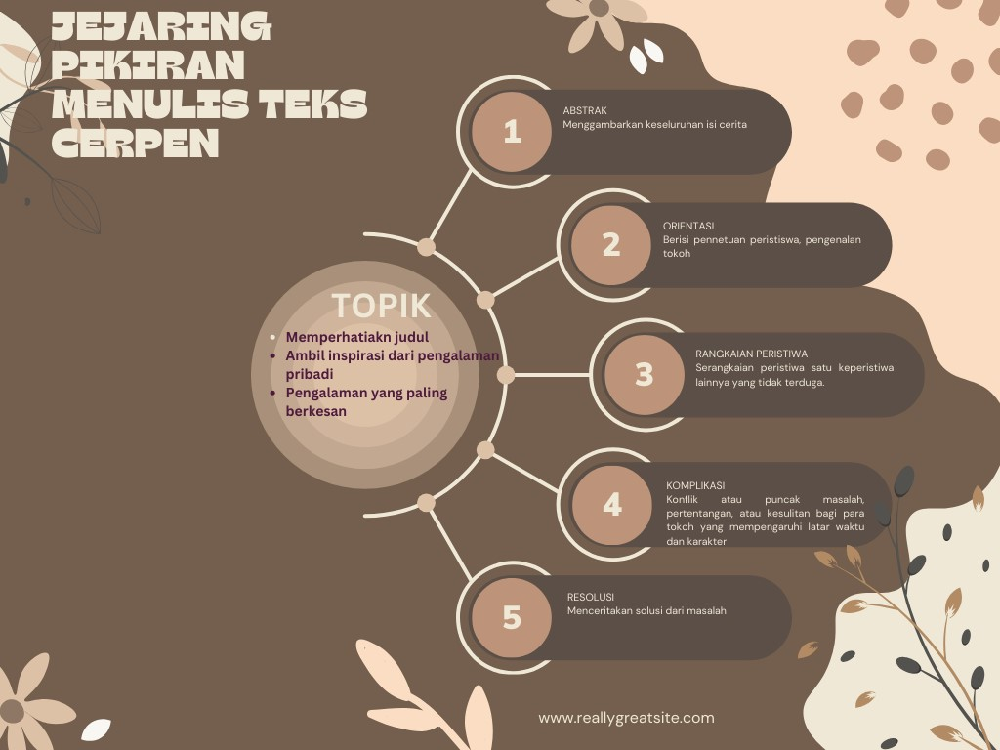 JEJARING
PIKIRAN
MENULIS TEKS
CERPEN
1
ABSTRAK
Menggambarkan keseluruhan isi cerita
2
ORIENTASI
Berisi pennetuan peristiswa, pengenalan
tokoh
TOPIK
• Memperhatiakn judul
• Ambil inspirasi dari pengalaman
pribadi
• Pengalaman yang paling
berkesan
3
RANGKAIAN PERISTIWA
Serangkaian peristiwa satu keperistiwa
lainnya yang tidak terduga.
4
KOMPLIKASI
Konflik atau puncak masalah,
pertentangan, atau kesulitan bagi para
tokoh yang mempengaruhi latar waktu
dan karakter
5
RESOLUSI
Menceritakan solusi dari masalah
www.reallygreatsite.com